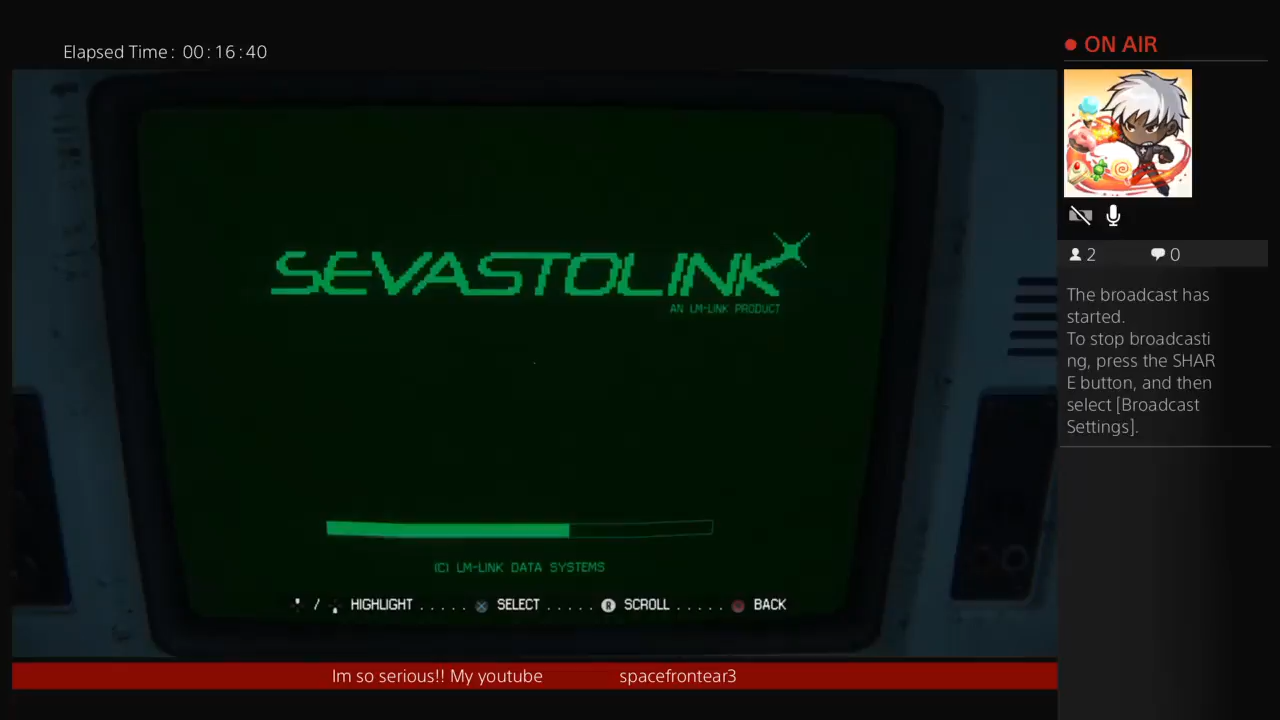 Elapsed Time: 00:16:40
ON AIR
SEVASTOLINK
AN LM-LINK PRODUCT
2
0
The broadcast has
started.
To stop broadcasti
ng, press the SHAR
E button, and then
select [Broadcast
Settings].
(C) LM-LINK DATA SYSTEMS
/ HIGHLIGHT ..... SELECT ..... R SCROLL ..... BACK
Im so serious!! My youtube spacefrontear3